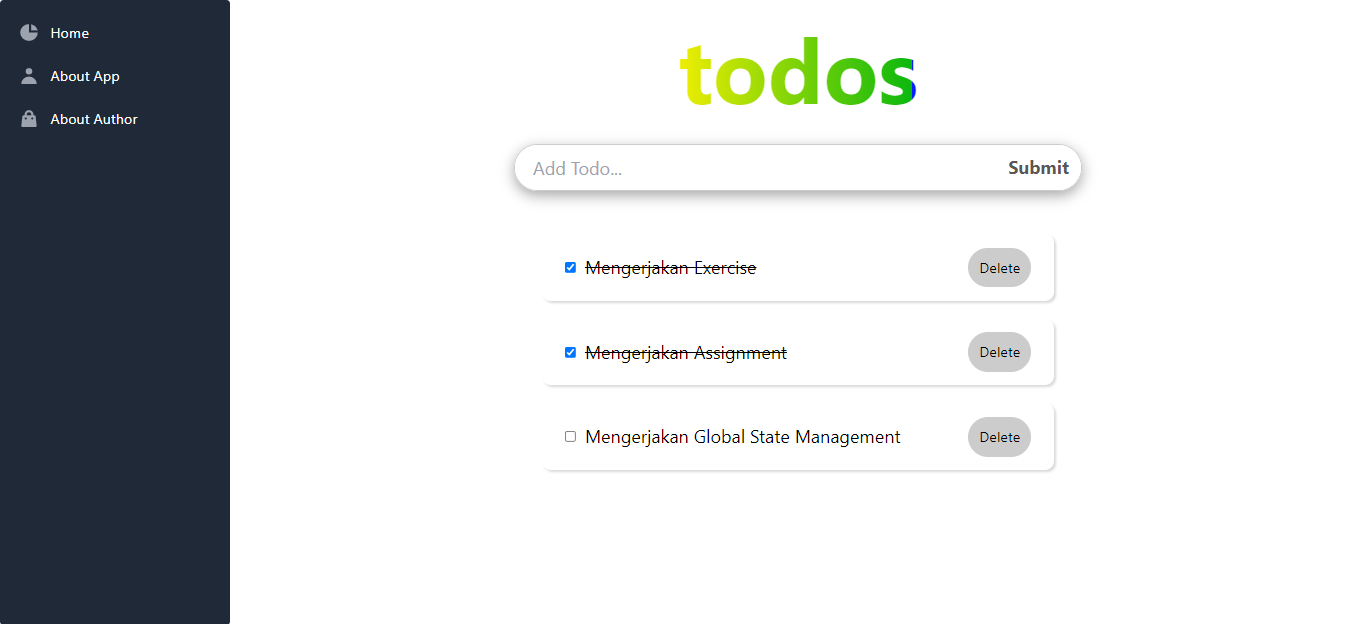 Home
About App
About Author
todos
Add Todo...
Submit
Mengerjakan Exercise
Delete
Mengerjakan Assignment
Delete
Mengerjakan Global State Management
Delete